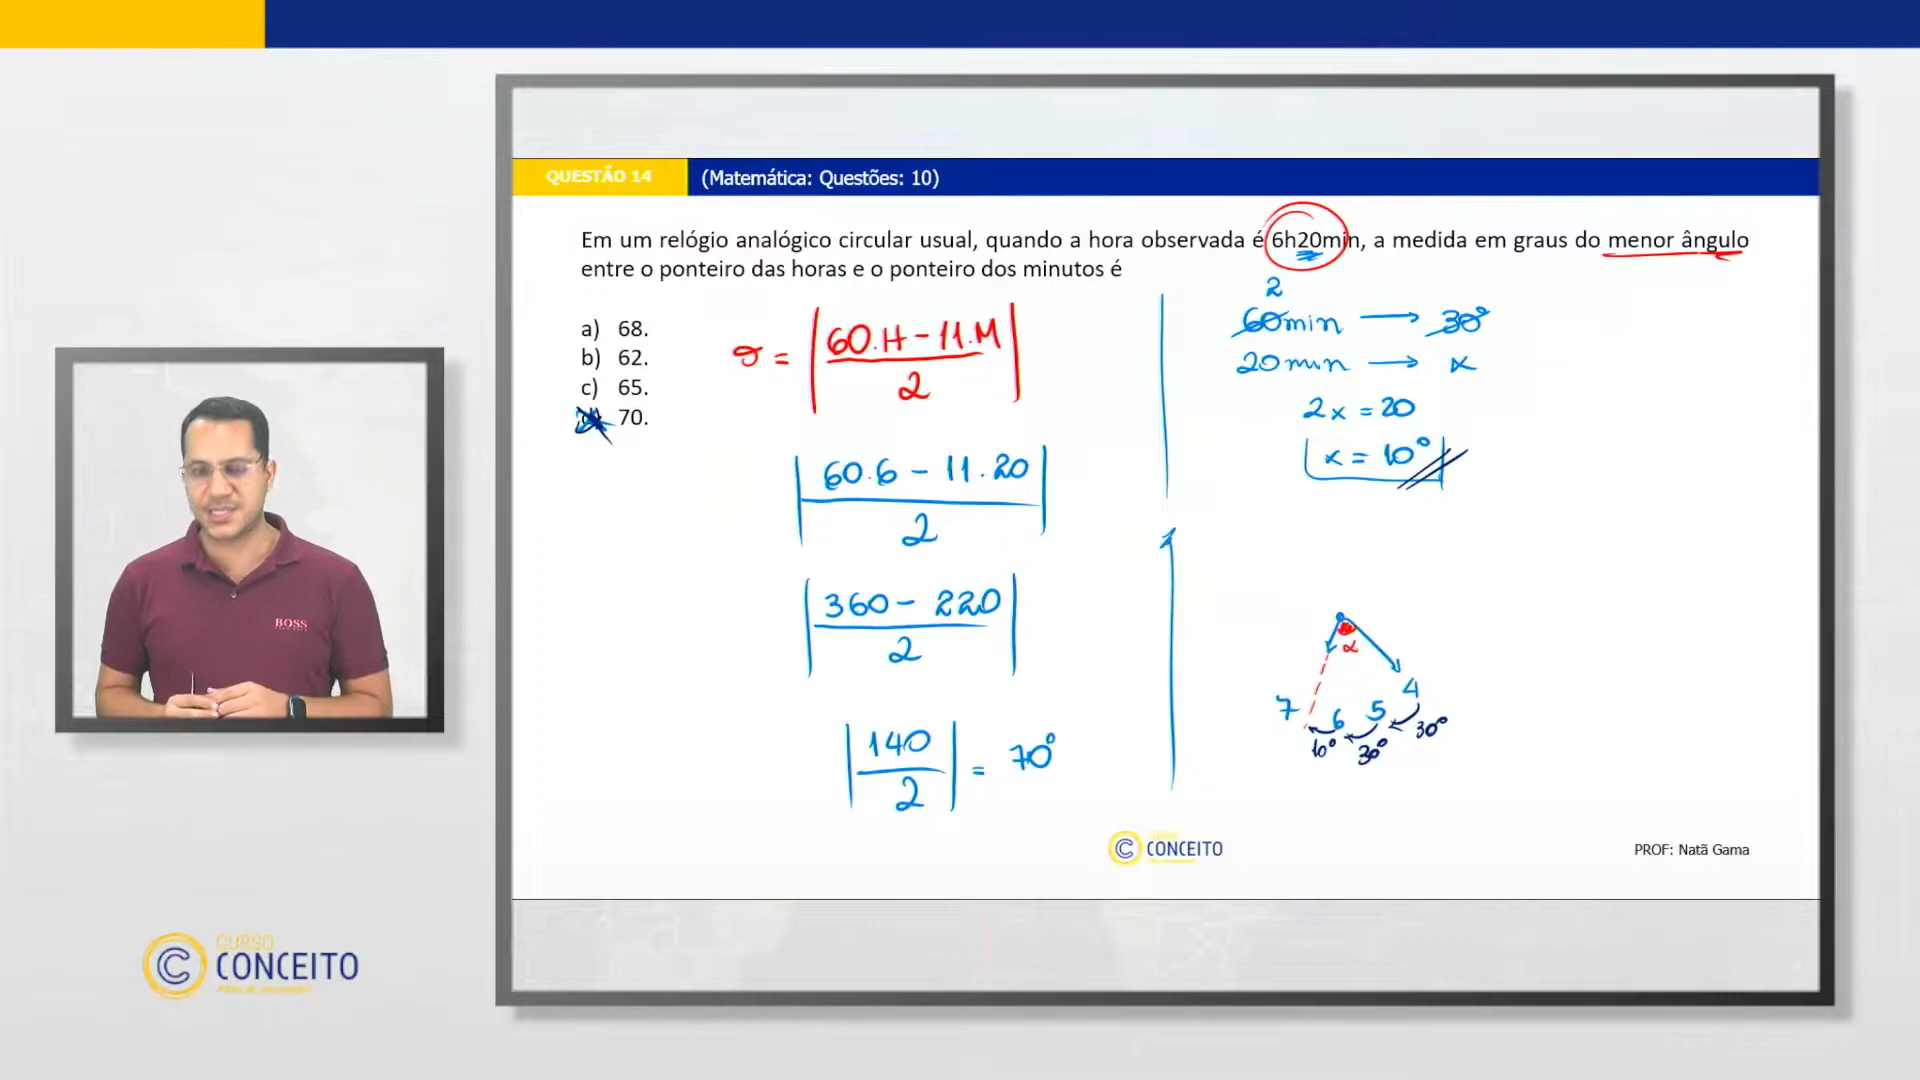 QUESTÃO 14
(Matemática: Questões: 10)
Em um relógio analógico circular usual, quando a hora observada é 6h20min, a medida em graus do menor ângulo
entre o ponteiro das horas e o ponteiro dos minutos é
a) 68.
b) 62.
c) 65.
70.
= |60.H - 11.M|
2
|60.6 - 11.20|
2
|360 - 220|
2
|140|
2
= 70°
2
60min → 30°
20min → x
2x = 20
x = 10°
α
7 6 5 4
10° 30° 30°
BOSS
CURSO
CONCEITO
CONCEITO
PROF: Natã Gama